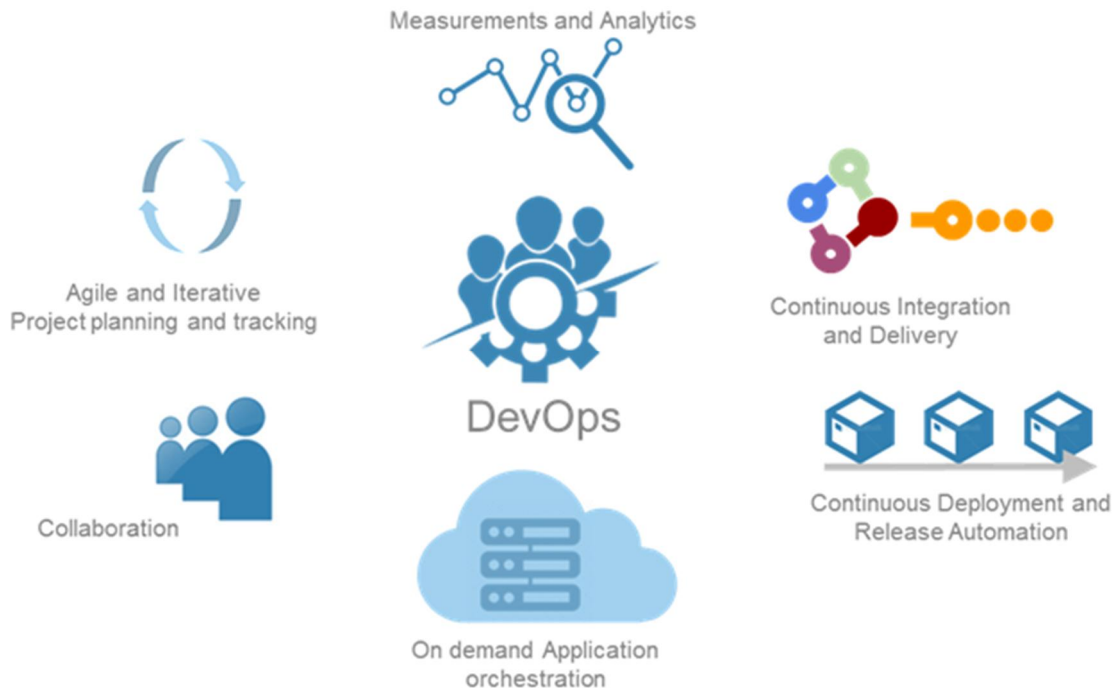 Measurements and Analytics
Agile and Iterative
Project planning and tracking
Continuous Integration
and Delivery
DevOps
Collaboration
Continuous Deployment and
Release Automation
On demand Application
orchestration